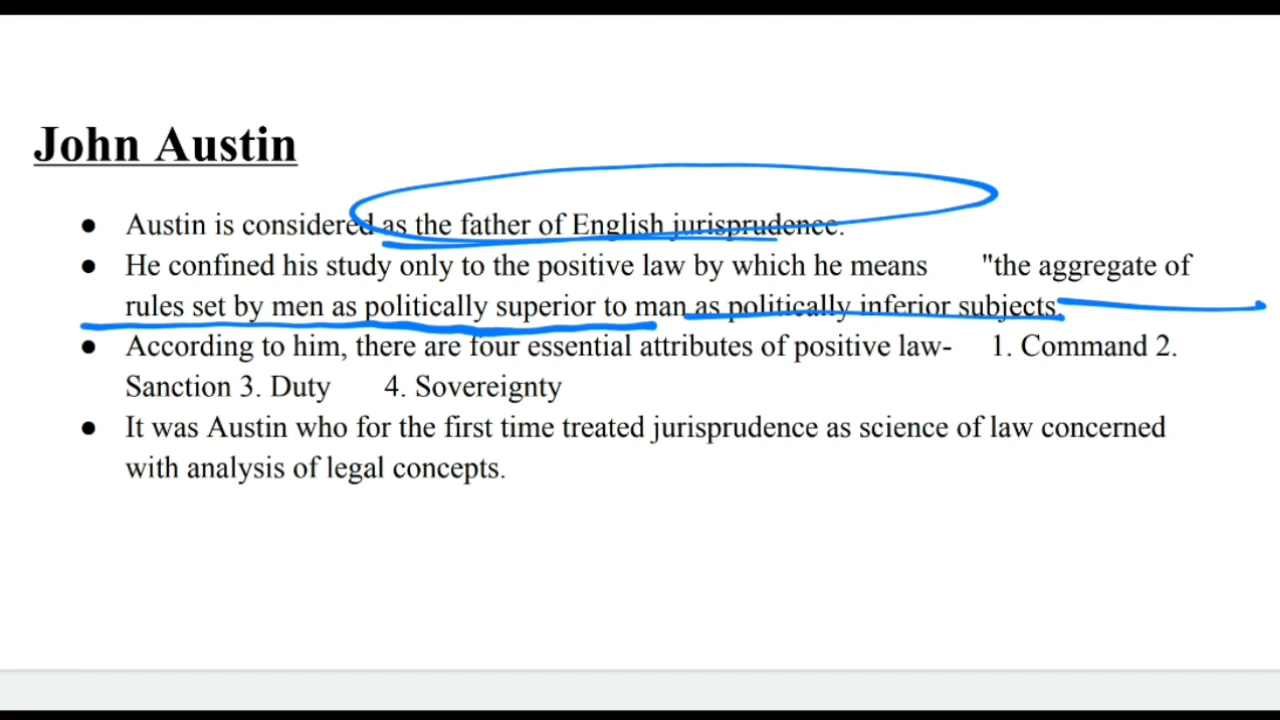 John Austin
● Austin is considered as the father of English jurisprudence.
● He confined his study only to the positive law by which he means "the aggregate of
rules set by men as politically superior to man as politically inferior subjects.
● According to him, there are four essential attributes of positive law- 1. Command 2.
Sanction 3. Duty 4. Sovereignty
● It was Austin who for the first time treated jurisprudence as science of law concerned
with analysis of legal concepts.